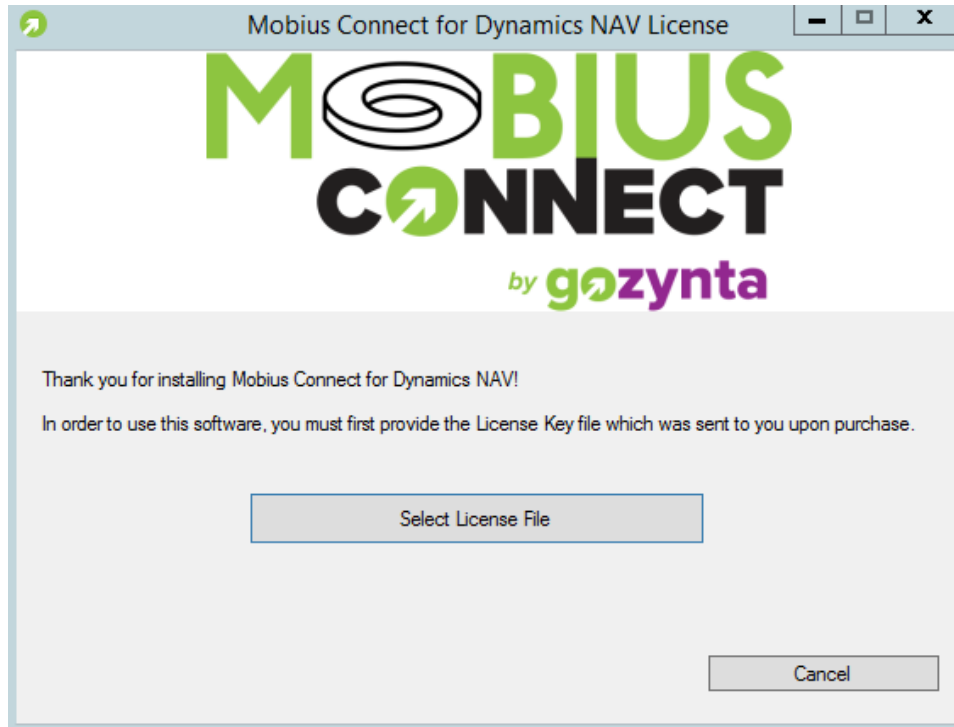 Mobius Connect for Dynamics NAV License
MOBIUS
CONNECT
by gozynta
Thank you for installing Mobius Connect for Dynamics NAV!
In order to use this software, you must first provide the License Key file which was sent to you upon purchase.
Select License File
Cancel